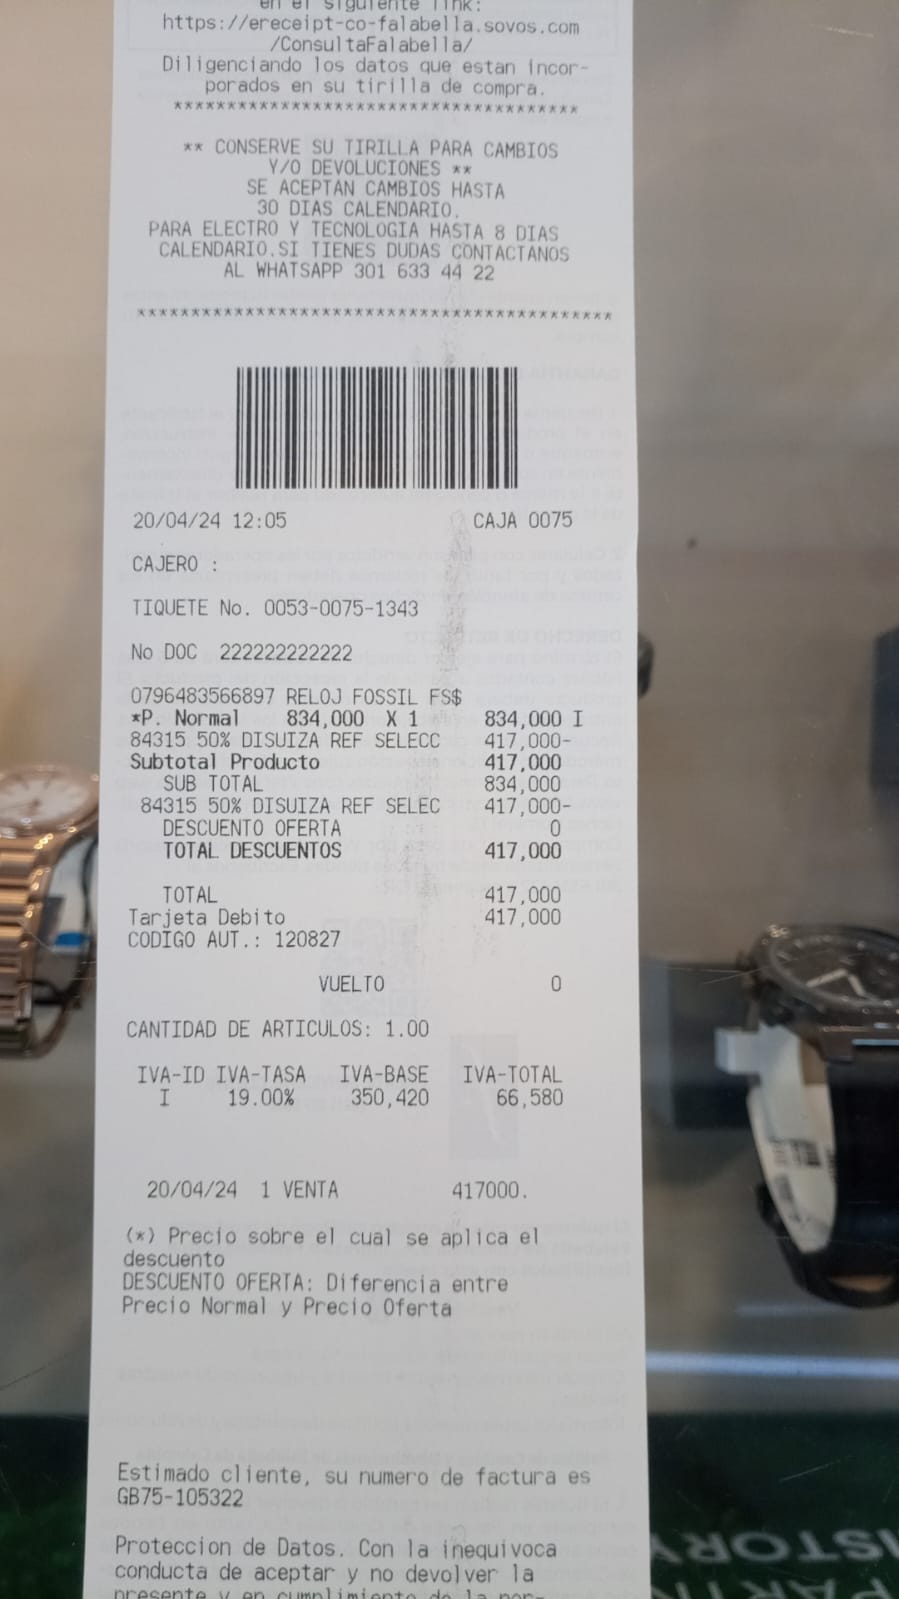 en el siguiente link:
https://ereceipt-co-falabella.sovos.com
/ConsultaFalabella/
Diligenciando los datos que estan incor-
porados en su tirilla de compra.
**************************************
** CONSERVE SU TIRILLA PARA CAMBIOS
Y/O DEVOLUCIONES **
SE ACEPTAN CAMBIOS HASTA
30 DIAS CALENDARIO.
PARA ELECTRO Y TECNOLOGIA HASTA 8 DIAS
CALENDARIO.SI TIENES DUDAS CONTACTANOS
AL WHATSAPP 301 633 44 22
********************************************
20/04/24 12:05 CAJA 0075
CAJERO :
TIQUETE No. 0053-0075-1343
No DOC 222222222222
0796483566897 RELOJ FOSSIL FS$
*P. Normal 834,000 X 1 834,000 I
84315 50% DISUIZA REF SELECC 417,000-
Subtotal Producto 417,000
SUB TOTAL 834,000
84315 50% DISUIZA REF SELEC 417,000-
DESCUENTO OFERTA 0
TOTAL DESCUENTOS 417,000
TOTAL 417,000
Tarjeta Debito 417,000
CODIGO AUT.: 120827
VUELTO 0
CANTIDAD DE ARTICULOS: 1.00
IVA-ID IVA-TASA IVA-BASE IVA-TOTAL
I 19.00% 350,420 66,580
20/04/24 1 VENTA 417000.
(*) Precio sobre el cual se aplica el
descuento
DESCUENTO OFERTA: Diferencia entre
Precio Normal y Precio Oferta
Estimado cliente, su numero de factura es
GB75-105322
Proteccion de Datos. Con la inequivoca
conducta de aceptar y no devolver la
presente y en cumplimiento de la nor-